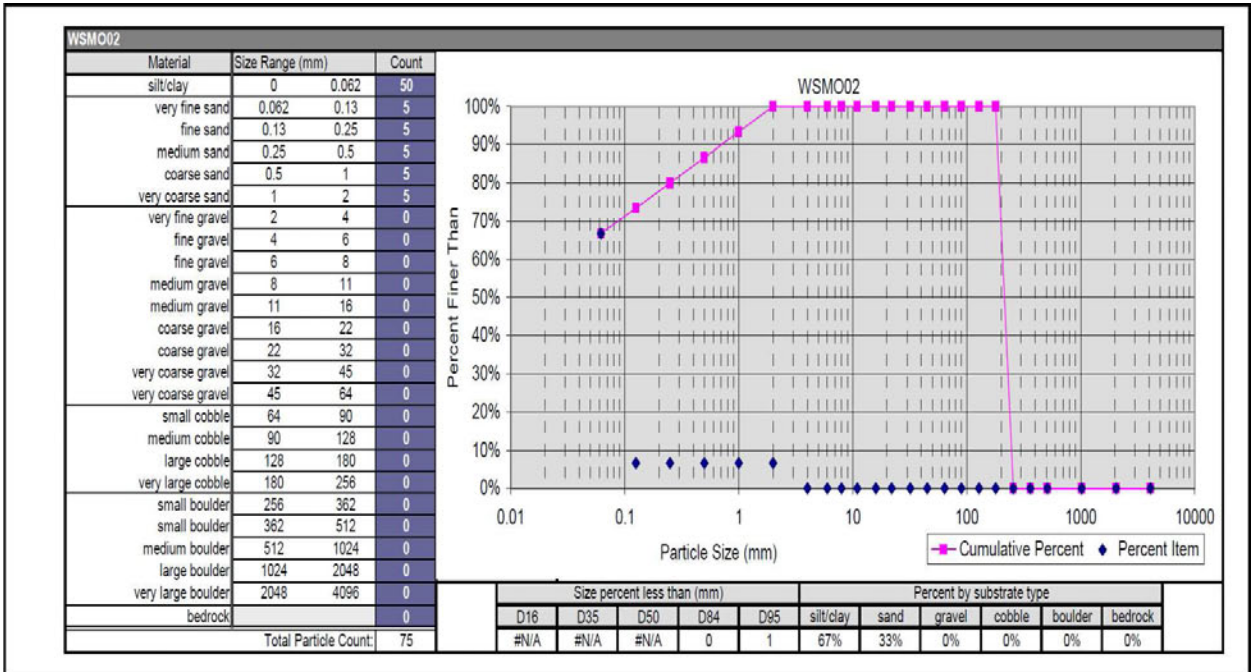 WSMO02
Material Size Range (mm) Count
silt/clay 0 0.062 50
very fine sand 0.062 0.13 5
fine sand 0.13 0.25 5
medium sand 0.25 0.5 5
coarse sand 0.5 1 5
very coarse sand 1 2 5
very fine gravel 2 4 0
fine gravel 4 6 0
fine gravel 6 8 0
medium gravel 8 11 0
medium gravel 11 16 0
coarse gravel 16 22 0
coarse gravel 22 32 0
very coarse gravel 32 45 0
very coarse gravel 45 64 0
small cobble 64 90 0
medium cobble 90 128 0
large cobble 128 180 0
very large cobble 180 256 0
small boulder 256 362 0
small boulder 362 512 0
medium boulder 512 1024 0
large boulder 1024 2048 0
very large boulder 2048 4096 0
bedrock 0
Total Particle Count: 75
WSMO02
Percent Finer Than
100%
90%
80%
70%
60%
50%
40%
30%
20%
10%
0%
0.01 0.1 1 10 100 1000 10000
Particle Size (mm)
Cumulative Percent Percent Item
Size percent less than (mm) Percent by substrate type
D16 D35 D50 D84 D95 silt/clay sand gravel cobble boulder bedrock
#N/A #N/A #N/A 0 1 67% 33% 0% 0% 0% 0%